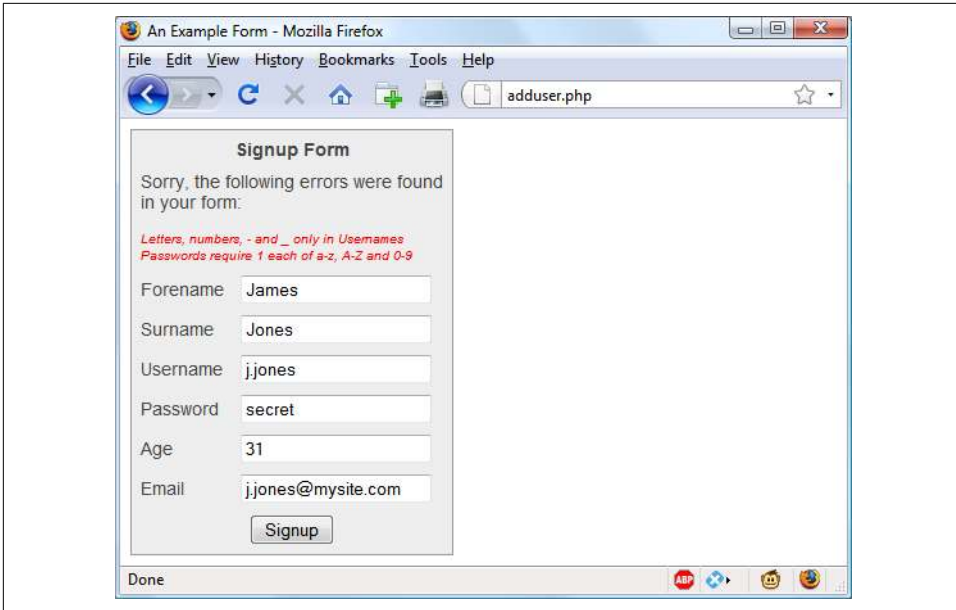 An Example Form - Mozilla Firefox
File Edit View History Bookmarks Tools Help
adduser.php
Signup Form
Sorry, the following errors were found
in your form:
Letters, numbers, - and _ only in Usernames
Passwords require 1 each of a-z, A-Z and 0-9
Forename James
Surname Jones
Username j.jones
Password secret
Age 31
Email j.jones@mysite.com
Signup
Done
ABP